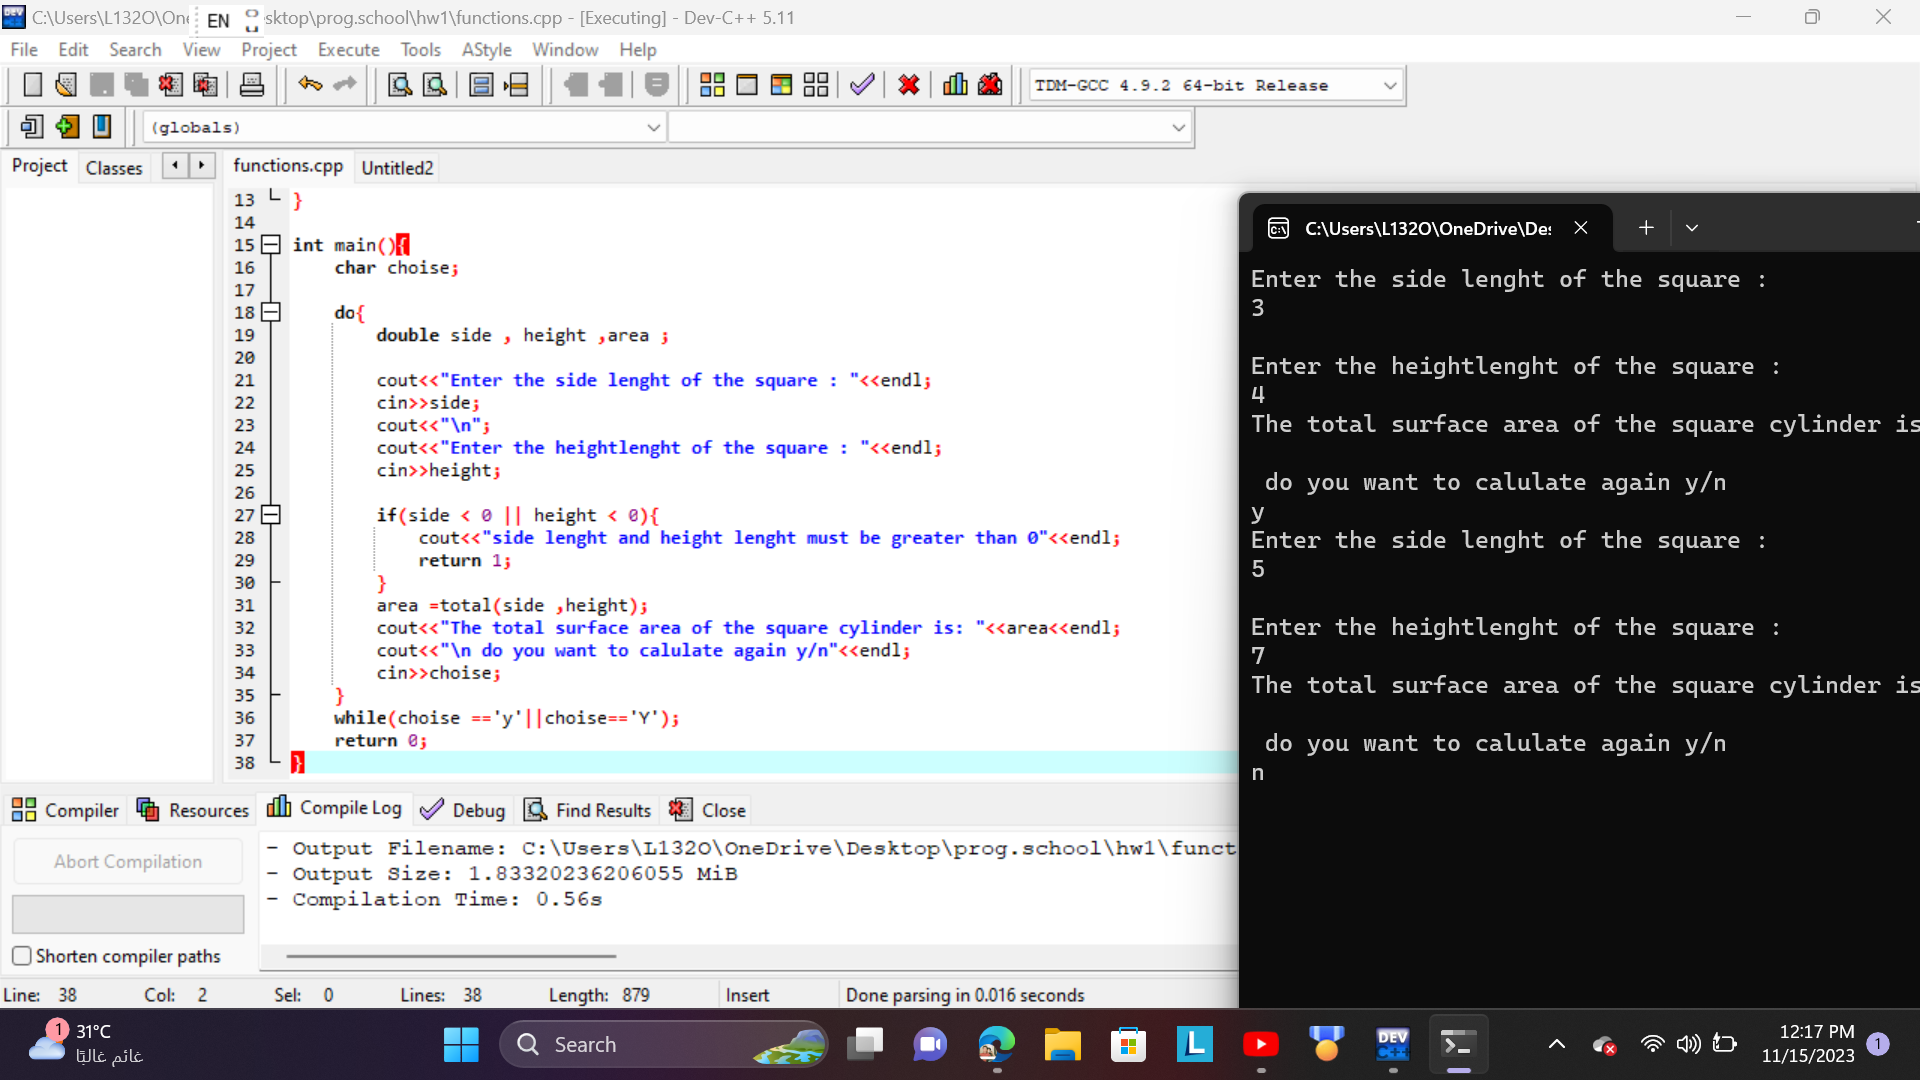 C:\Users\L132O\One
EN
sktop\prog.school\hw1\functions.cpp - [Executing] - Dev-C++ 5.11
File Edit Search View Project Execute Tools AStyle Window Help
TDM-GCC 4.9.2 64-bit Release
(globals)
Project Classes
functions.cpp Untitled2
13 }
14
15 int main(){
16 char choise;
17
18 do{
19 double side , height ,area ;
20
21 cout<<"Enter the side lenght of the square : "<<endl;
22 cin>>side;
23 cout<<"\n";
24 cout<<"Enter the heightlenght of the square : "<<endl;
25 cin>>height;
26
27 if(side < 0 || height < 0){
28 cout<<"side lenght and height lenght must be greater than 0"<<endl;
29 return 1;
30 }
31 area =total(side ,height);
32 cout<<"The total surface area of the square cylinder is: "<<area<<endl;
33 cout<<"\n do you want to calulate again y/n"<<endl;
34 cin>>choise;
35 }
36 while(choise =='y'||choise=='Y');
37 return 0;
38 }
C:\Users\L132O\OneDrive\Des
Enter the side lenght of the square :
3
Enter the heightlenght of the square :
4
The total surface area of the square cylinder is
do you want to calulate again y/n
y
Enter the side lenght of the square :
5
Enter the heightlenght of the square :
7
The total surface area of the square cylinder is
do you want to calulate again y/n
n
Compiler Resources Compile Log Debug Find Results Close
Abort Compilation
Shorten compiler paths
- Output Filename: C:\Users\L132O\OneDrive\Desktop\prog.school\hw1\funct
- Output Size: 1.83320236206055 MiB
- Compilation Time: 0.56s
Line: 38 Col: 2 Sel: 0 Lines: 38 Length: 879 Insert Done parsing in 0.016 seconds
1
31°C
غائم غالبًا
Search
L
DEV
C++
12:17 PM
11/15/2023
1